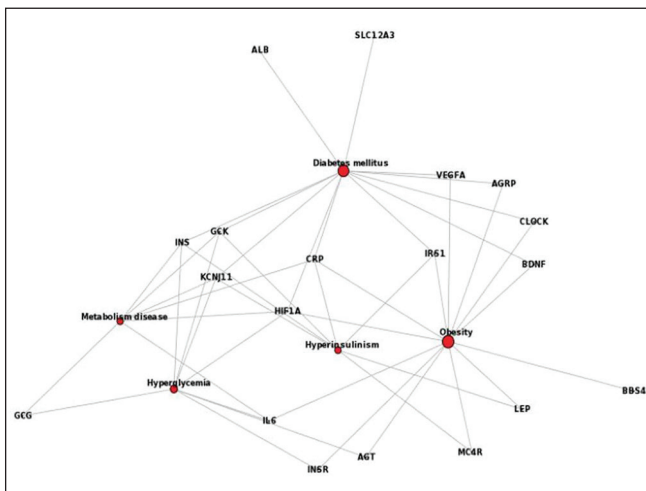 SLC12A3
ALB
Diabetes mellitus
VEGFA
AGRP
CLOCK
GCK
INS
IRS1
CRP
BDNF
KCNJ11
HIF1A
Metabolism disease
Obesity
Hyperinsulinism
Hyperglycemia
BBS4
LEP
GCG
IL6
MC4R
AGT
INSR